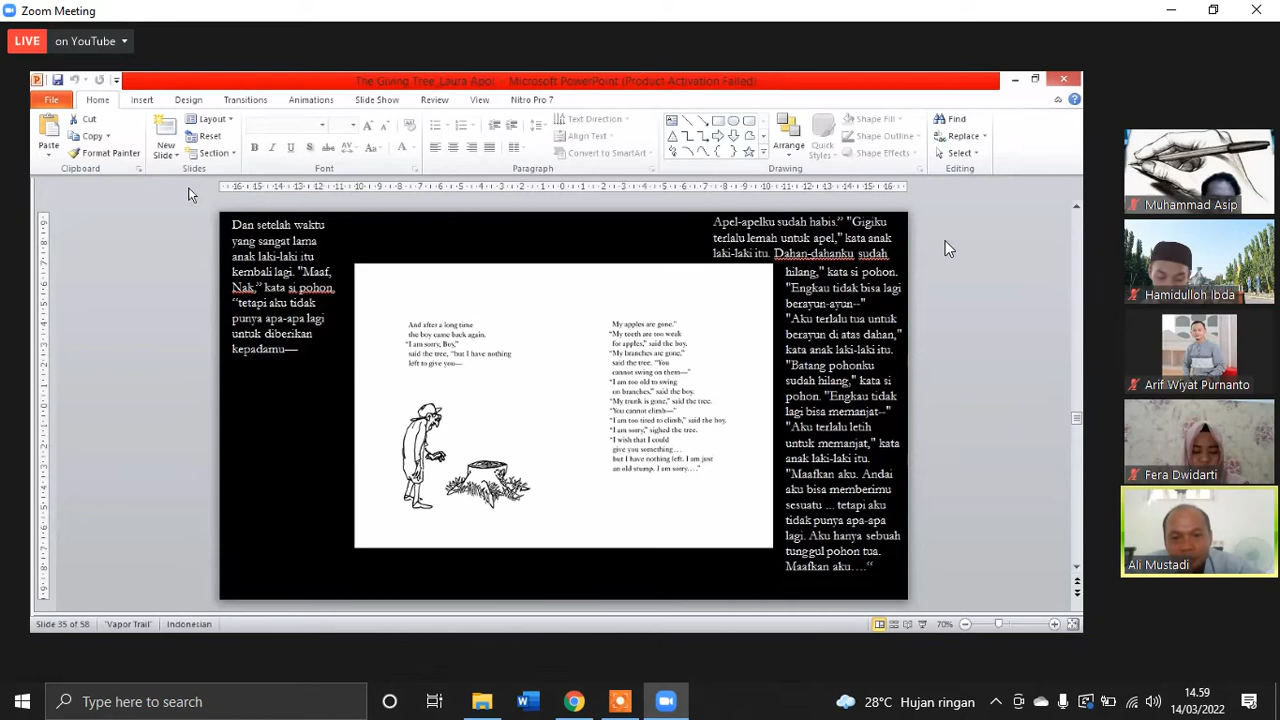 Zoom Meeting
LIVE
on YouTube
The Giving Tree_Laura Apol. - Microsoft PowerPoint (Product Activation Failed)
File
Home
Insert
Design
Transitions
Animations
Slide Show
Review
View
Nitro Pro 7
Paste
Cut
Copy
Format Painter
Clipboard
New
Slide
Layout
Reset
Section
Slides
Font
Text Direction
Align Text
Convert to SmartArt
Paragraph
Arrange
Quick
Styles
Shape Fill
Shape Outline
Shape Effects
Drawing
Find
Replace
Select
Editing
Dan setelah waktu
yang sangat lama
anak laki-laki itu
kembali lagi. "Maaf,
Nak," kata si pohon,
“tetapi aku tidak
punya apa-apa lagi
untuk diberikan
kepadamu—
And after a long time
the boy came back again.
“I am sorry, Boy,”
said the tree, “but I have nothing
left to give you—
My apples are gone.”
“My teeth are too weak
for apples,” said the boy.
“My branches are gone,”
said the tree. “You
cannot swing on them—”
“I am too old to swing
on branches,” said the boy.
“My trunk is gone,” said the tree.
“You cannot climb—”
“I am too tired to climb,” said the boy.
“I am sorry,” sighed the tree.
“I wish that I could
give you something…
but I have nothing left. I am just
an old stump. I am sorry….”
Apel-apelku sudah habis.” "Gigiku
terlalu lemah untuk apel," kata anak
laki-laki itu. Dahan-dahanku sudah
hilang," kata si pohon.
"Engkau tidak bisa lagi
berayun-ayun--"
"Aku terlalu tua untuk
berayun di atas dahan,"
kata anak laki-laki itu.
"Batang pohonku
sudah hilang," kata si
pohon. "Engkau tidak
lagi bisa memanjat--"
"Aku terlalu letih
untuk memanjat," kata
anak laki-laki itu.
"Maafkan aku. Andai
aku bisa memberimu
sesuatu ... tetapi aku
tidak punya apa-apa
lagi. Aku hanya sebuah
tunggul pohon tua.
Maafkan aku….“
Slide 35 of 58
"Vapor Trail"
Indonesian
70%
Muhammad Asip
Hamidulloh Ibda
Arif Wiyat Purnanto
Fera Dwidarti
Ali Mustadi
Type here to search
28°C Hujan ringan
14.59
14/03/2022